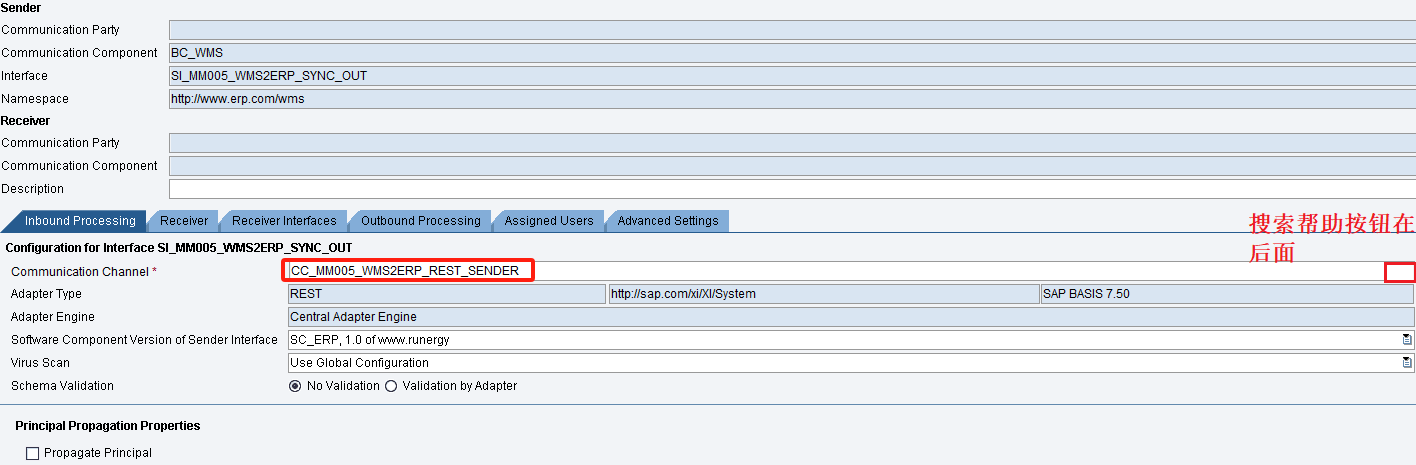 Sender
Communication Party
Communication Component BC_WMS
Interface SI_MM005_WMS2ERP_SYNC_OUT
Namespace http://www.erp.com/wms
Receiver
Communication Party
Communication Component
Description
Inbound Processing Receiver Receiver Interfaces Outbound Processing Assigned Users Advanced Settings
搜索帮助按钮在
后面
Configuration for Interface SI_MM005_WMS2ERP_SYNC_OUT
Communication Channel * CC_MM005_WMS2ERP_REST_SENDER
Adapter Type REST http://sap.com/xi/XI/System SAP BASIS 7.50
Adapter Engine Central Adapter Engine
Software Component Version of Sender Interface SC_ERP, 1.0 of www.runergy
Virus Scan Use Global Configuration
Schema Validation No Validation Validation by Adapter
Principal Propagation Properties
Propagate Principal